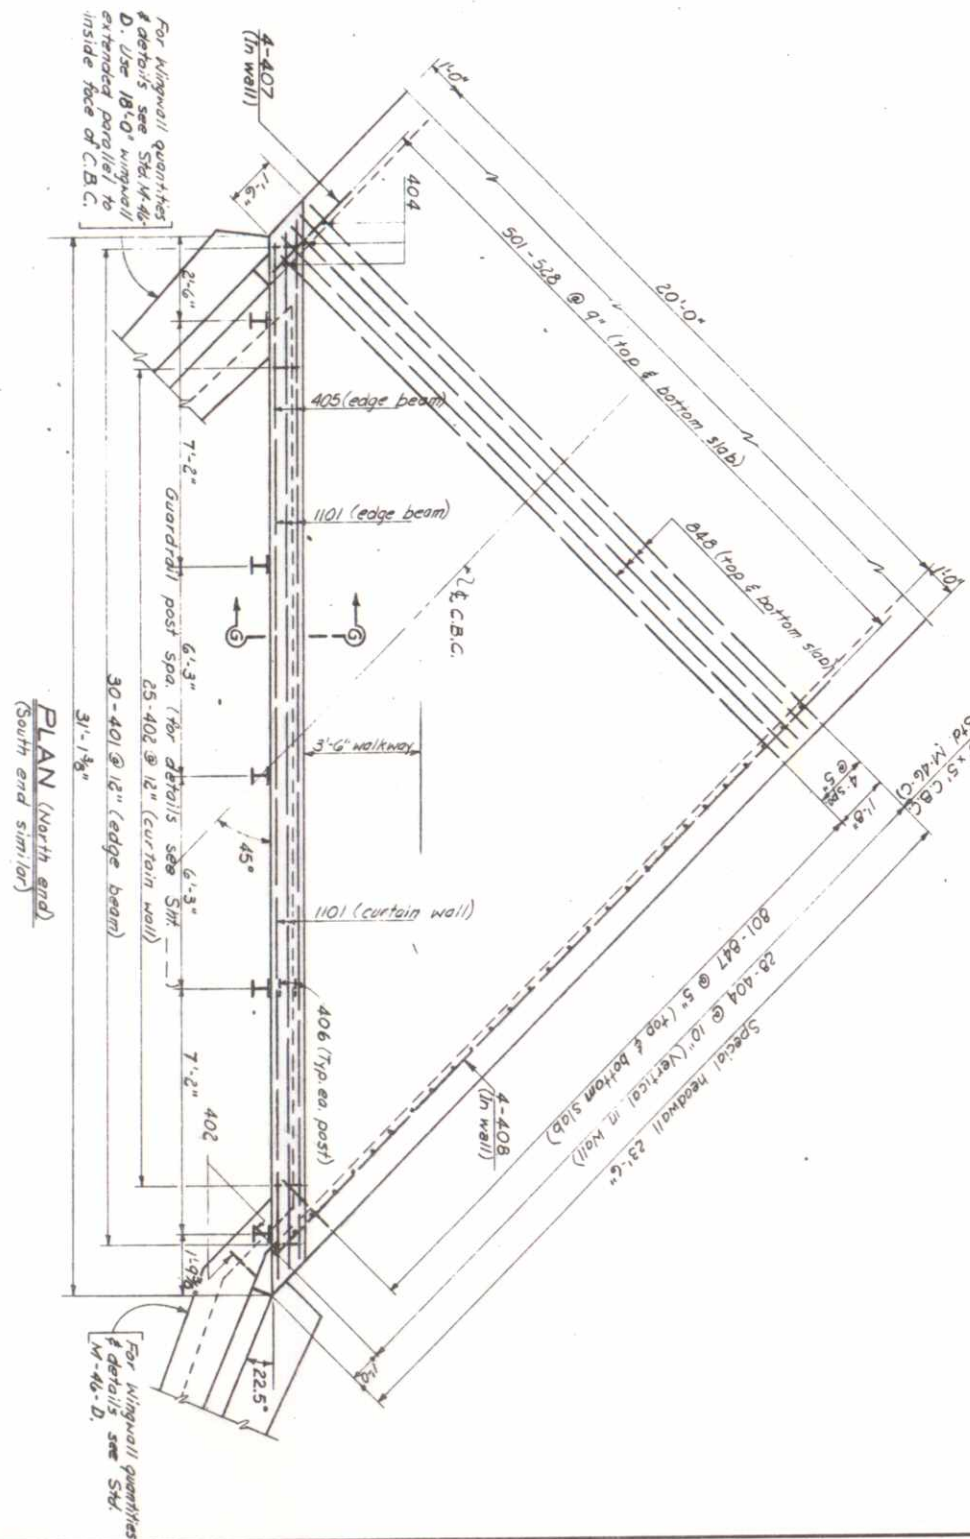 For Wingwall quantities
& details see Std. M-46-
D. Use 18'-0" wingwall
extended parallel to
inside face of C.B.C.
4-407
(In wall)
1'-0"
1'-6"
404
501-528 @ 9" (top & bottom slab)
20'-0"
1'-0"
848 (top & bottom slab)
x 5' C.B.C.
Std. (M-46-C)
4 spa.
@ 5"
1'-8"
801-847 @ 5" (top & bottom Slab)
28-404 @ 10" (Vertical in wall)
Special headwall 23'-6"
405 (edge beam)
1101 (edge beam)
G
G
℄ C.B.C.
3'-6" walkway
45°
1101 (curtain wall)
406 (Typ. ea. post)
4-408
(In wall)
2'-6"
7'-2"
6'-3"
6'-3"
7'-2"
Guardrail post spa. (for details see Sht. ___)
402
25-402 @ 12" (curtain wall)
30-401 @ 12" (edge beam)
31'-1⅜"
1'-0"
22.5°
For Wingwall quantities
& details see Std.
M-46-D.
PLAN (North end)
(South end similar)